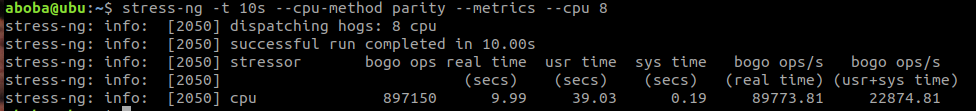 aboba@ubu:~$ stress-ng -t 10s --cpu-method parity --metrics --cpu 8
stress-ng: info:  [2050] dispatching hogs: 8 cpu
stress-ng: info:  [2050] successful run completed in 10.00s
stress-ng: info:  [2050] stressor       bogo ops real time  usr time  sys time   bogo ops/s   bogo ops/s
stress-ng: info:  [2050]                           (secs)    (secs)    (secs)   (real time) (usr+sys time)
stress-ng: info:  [2050] cpu              897150      9.99     39.03      0.19     89773.81     22874.81